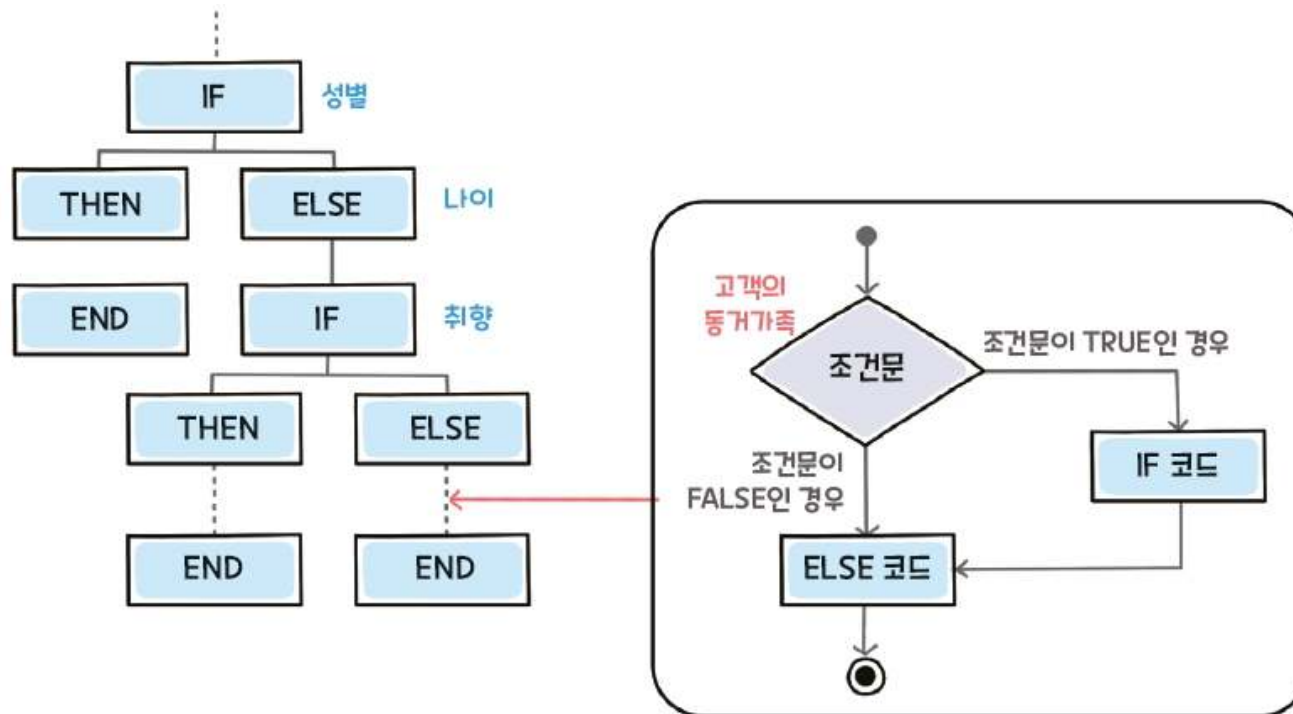 IF
성별
THEN
ELSE
나이
END
IF
취향
THEN
ELSE
END
END
고객의
동거가족
조건문
조건문이 TRUE인 경우
조건문이
FALSE인 경우
IF 코드
ELSE 코드